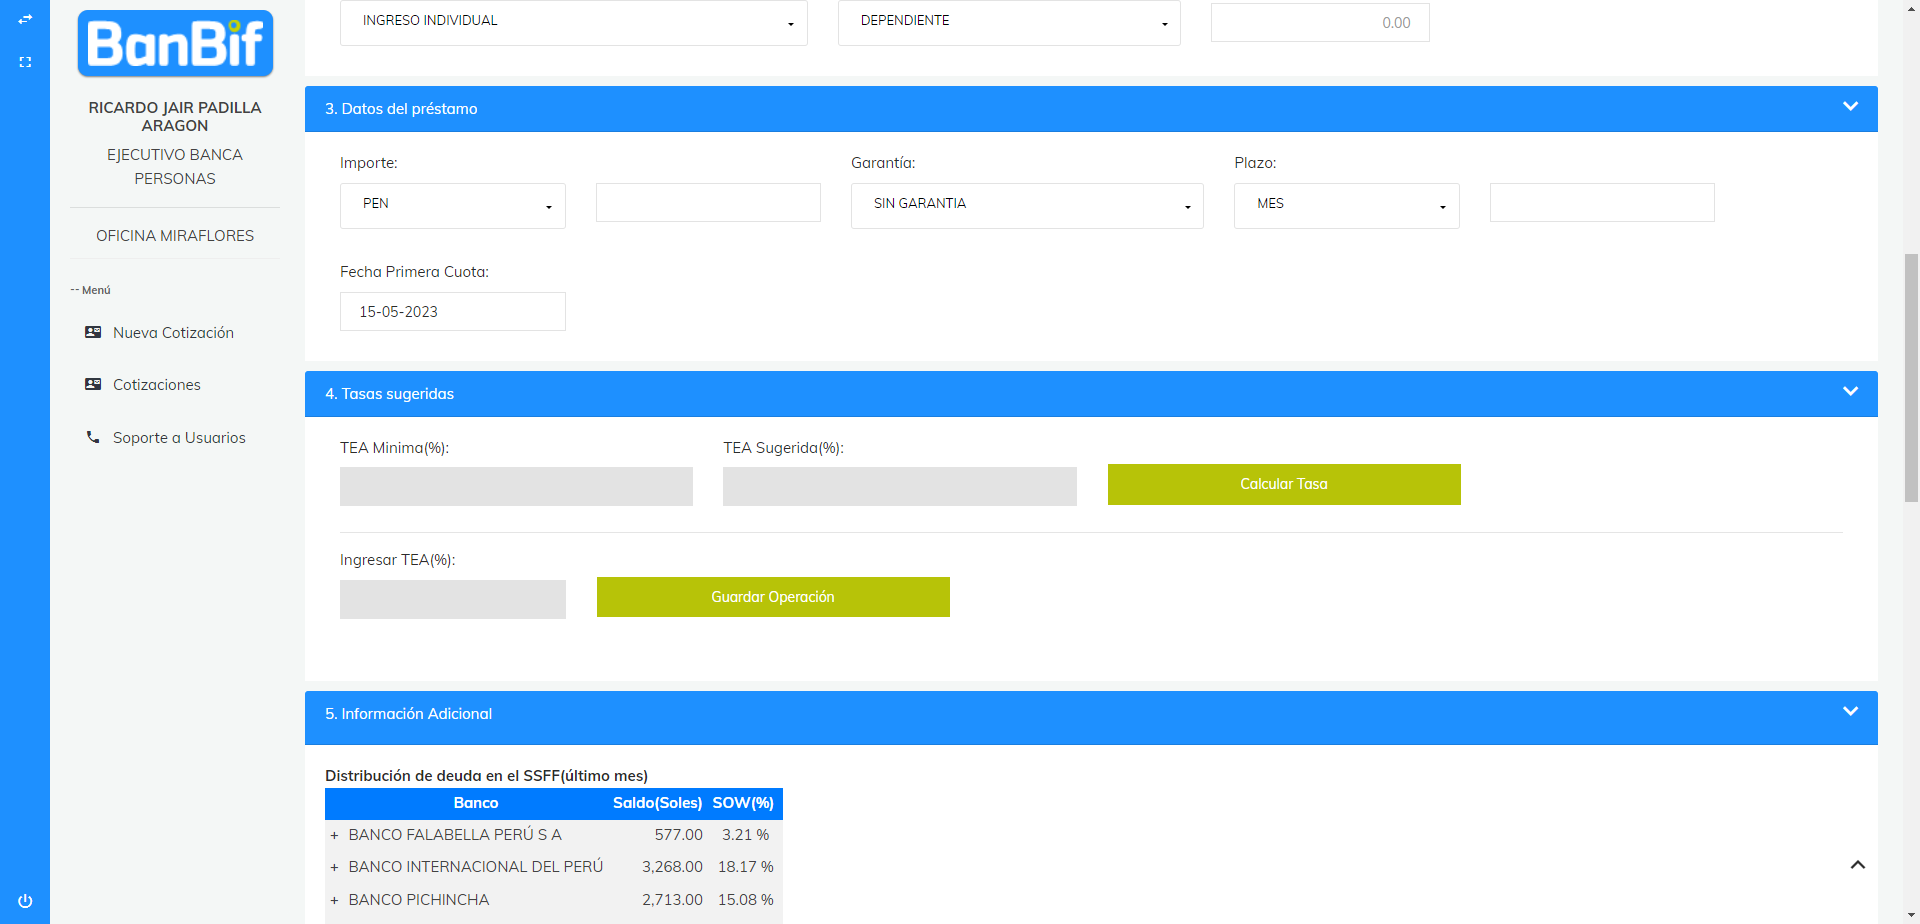 BanBif
RICARDO JAIR PADILLA
ARAGON
EJECUTIVO BANCA
PERSONAS
OFICINA MIRAFLORES
-- Menú
Nueva Cotización
Cotizaciones
Soporte a Usuarios
INGRESO INDIVIDUAL
DEPENDIENTE
0.00
3. Datos del préstamo
Importe:
Garantía:
Plazo:
PEN
SIN GARANTIA
MES
Fecha Primera Cuota:
15-05-2023
4. Tasas sugeridas
TEA Minima(%):
TEA Sugerida(%):
Calcular Tasa
Ingresar TEA(%):
Guardar Operación
5. Información Adicional
Distribución de deuda en el SSFF(último mes)
Banco Saldo(Soles) SOW(%)
+ BANCO FALABELLA PERÚ S A 577.00 3.21 %
+ BANCO INTERNACIONAL DEL PERÚ 3,268.00 18.17 %
+ BANCO PICHINCHA 2,713.00 15.08 %